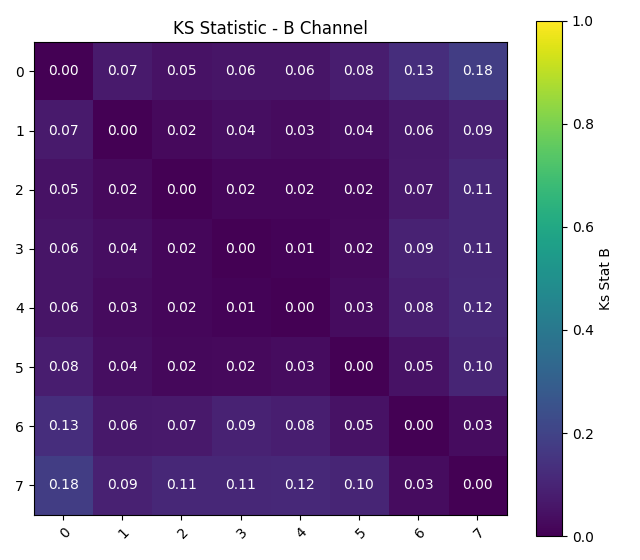 KS Statistic - B Channel
0 0.00 0.07 0.05 0.06 0.06 0.08 0.13 0.18
1 0.07 0.00 0.02 0.04 0.03 0.04 0.06 0.09
2 0.05 0.02 0.00 0.02 0.02 0.02 0.07 0.11
3 0.06 0.04 0.02 0.00 0.01 0.02 0.09 0.11
4 0.06 0.03 0.02 0.01 0.00 0.03 0.08 0.12
5 0.08 0.04 0.02 0.02 0.03 0.00 0.05 0.10
6 0.13 0.06 0.07 0.09 0.08 0.05 0.00 0.03
7 0.18 0.09 0.11 0.11 0.12 0.10 0.03 0.00
0 1 2 3 4 5 6 7
1.0
0.8
0.6
0.4
0.2
0.0
Ks Stat B